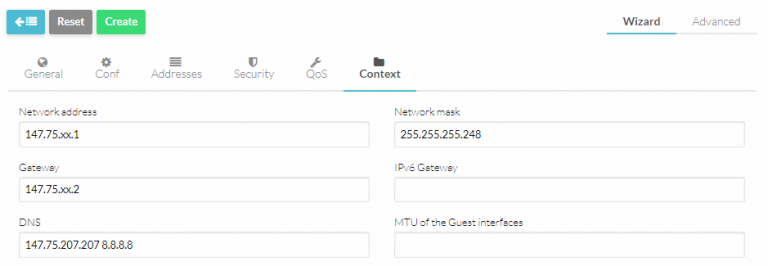 Reset Create Wizard Advanced
General Conf Addresses Security QoS Context
Network address Network mask
147.75.xx.1 255.255.255.248
Gateway IPv6 Gateway
147.75.xx.2
DNS MTU of the Guest interfaces
147.75.207.207 8.8.8.8